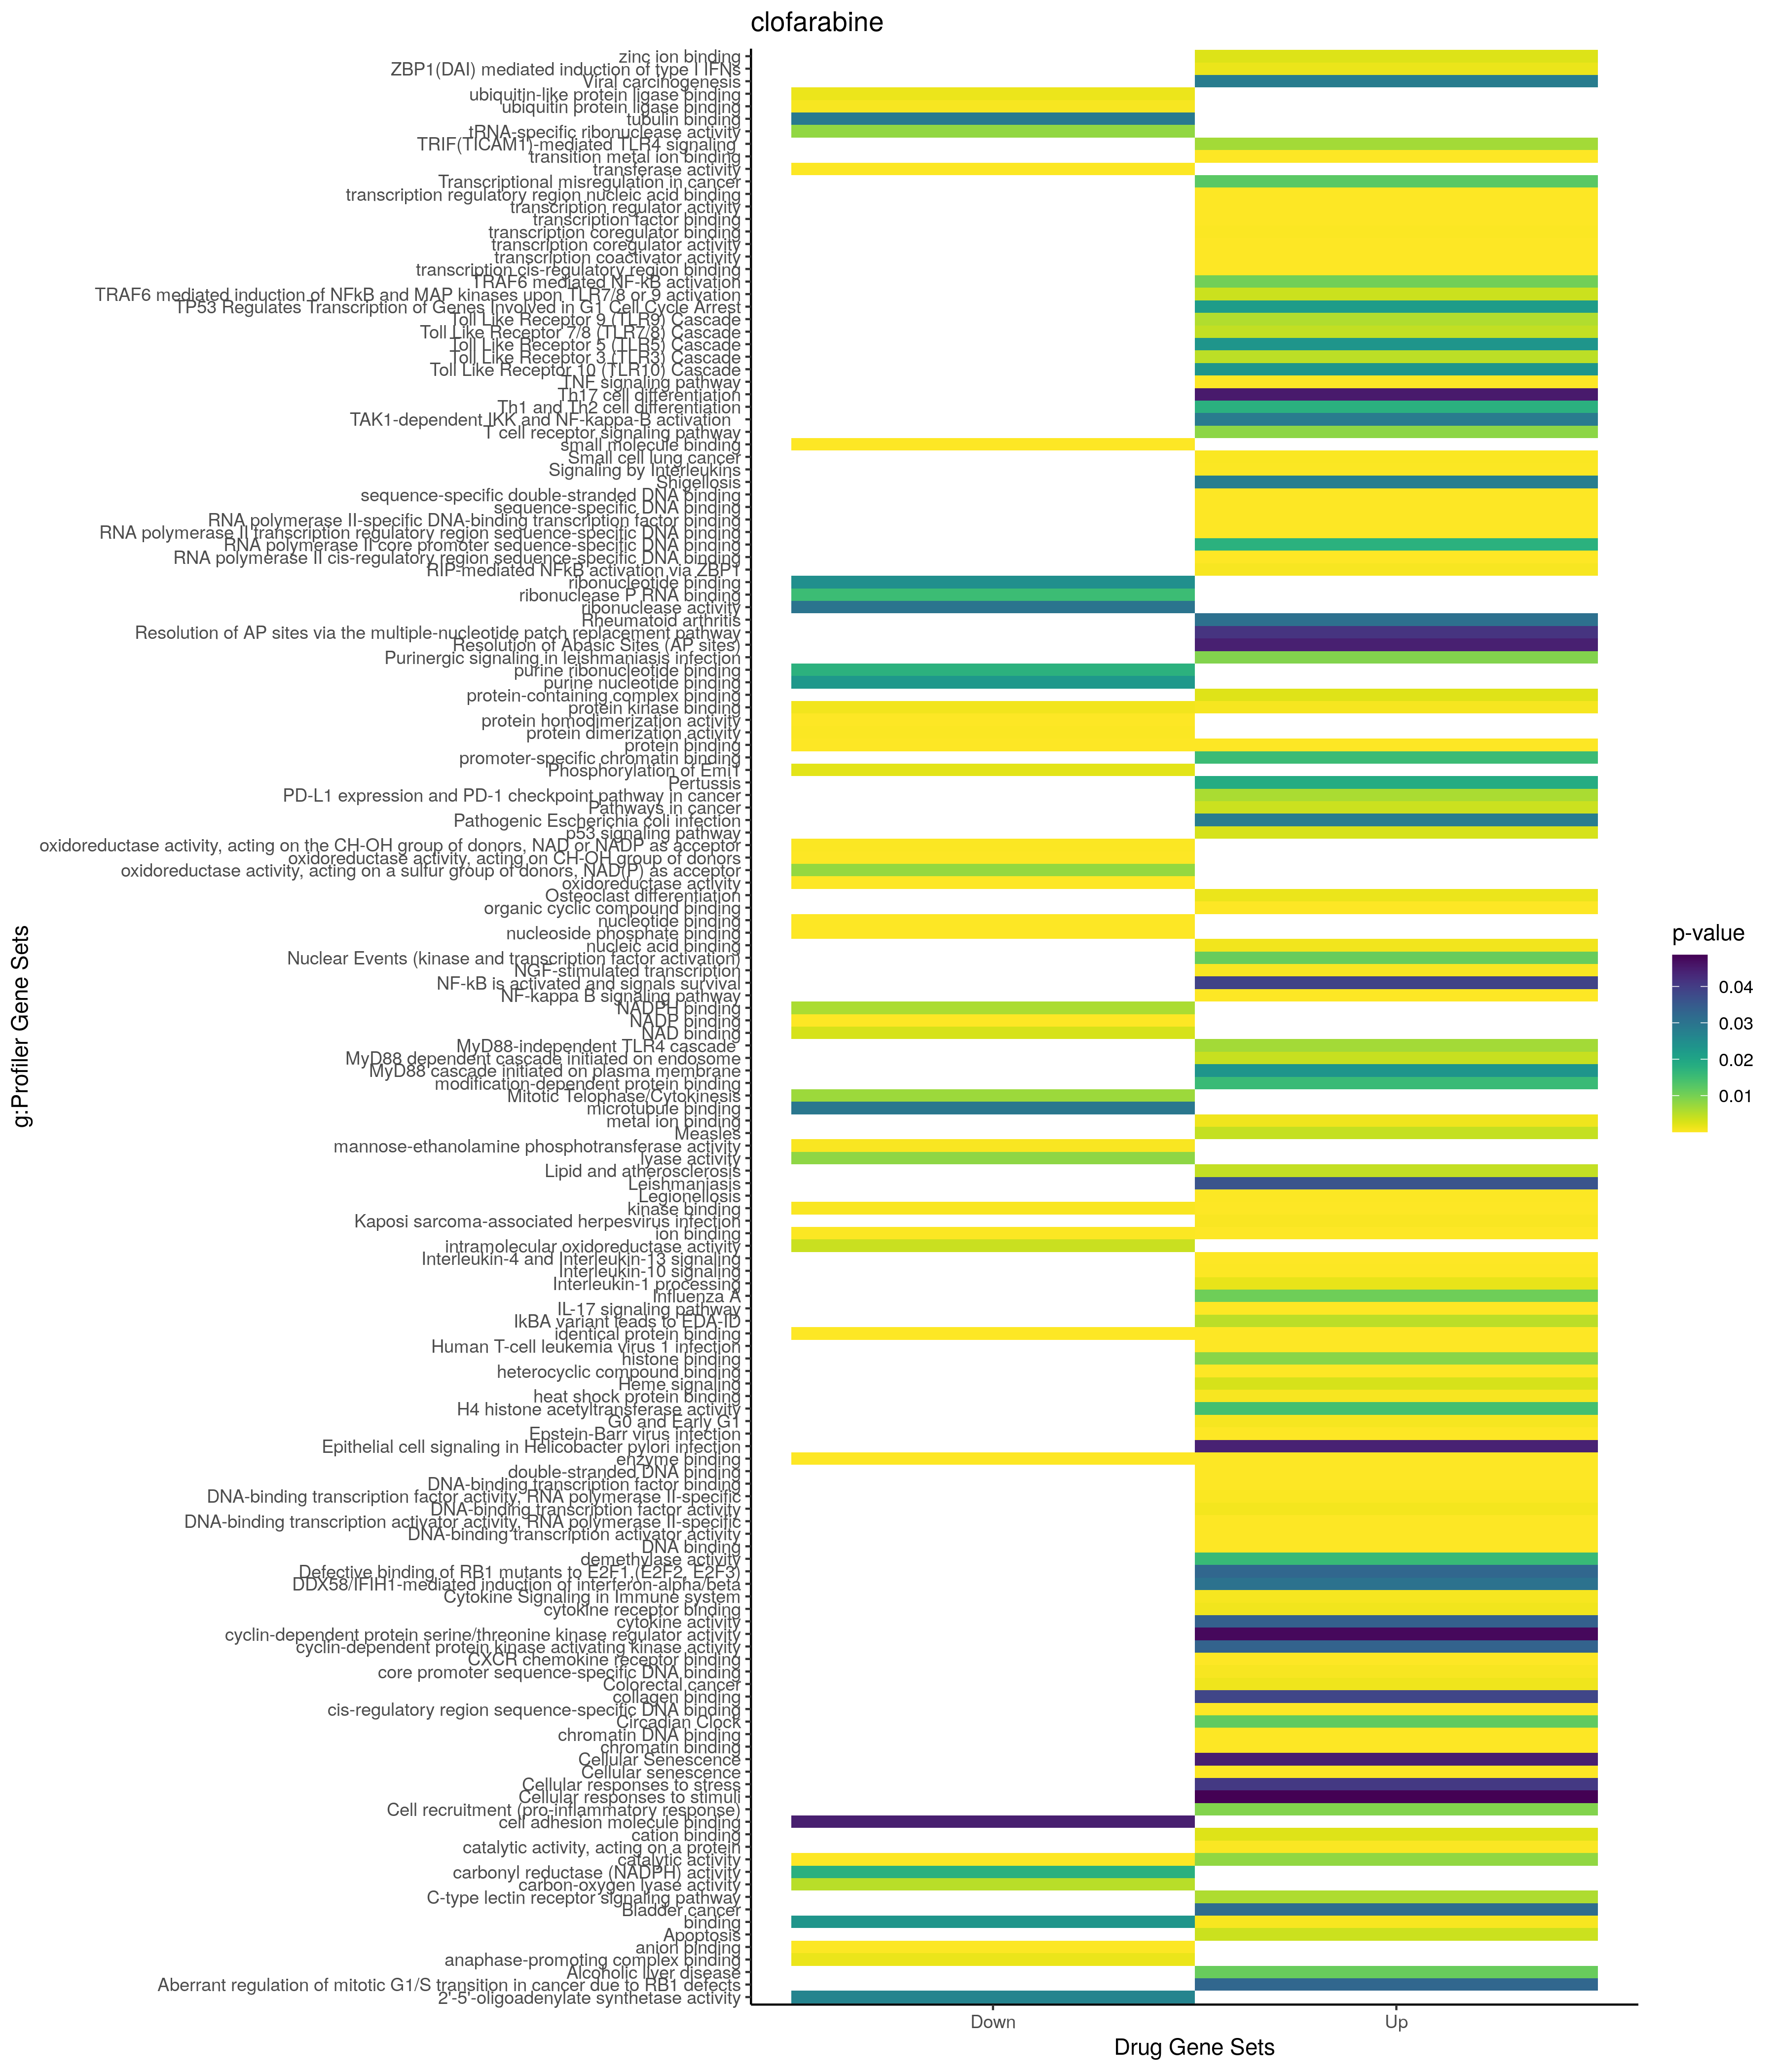 clofarabine
zinc ion binding
ZBP1(DAI) mediated induction of type I IFNs
Viral carcinogenesis
ubiquitin-like protein ligase binding
ubiquitin protein ligase binding
tubulin binding
tRNA-specific ribonuclease activity
TRIF(TICAM1)-mediated TLR4 signaling
transition metal ion binding
transferase activity
Transcriptional misregulation in cancer
transcription regulatory region nucleic acid binding
transcription regulator activity
transcription factor binding
transcription coregulator binding
transcription coregulator activity
transcription coactivator activity
transcription cis-regulatory region binding
TRAF6 mediated NF-kB activation
TRAF6 mediated induction of NFkB and MAP kinases upon TLR7/8 or 9 activation
TP53 Regulates Transcription of Genes Involved in G1 Cell Cycle Arrest
Toll Like Receptor 9 (TLR9) Cascade
Toll Like Receptor 7/8 (TLR7/8) Cascade
Toll Like Receptor 5 (TLR5) Cascade
Toll Like Receptor 3 (TLR3) Cascade
Toll Like Receptor 10 (TLR10) Cascade
TNF signaling pathway
Th17 cell differentiation
Th1 and Th2 cell differentiation
TAK1-dependent IKK and NF-kappa-B activation
T cell receptor signaling pathway
small molecule binding
Small cell lung cancer
Signaling by Interleukins
Shigellosis
sequence-specific double-stranded DNA binding
sequence-specific DNA binding
RNA polymerase II-specific DNA-binding transcription factor binding
RNA polymerase II transcription regulatory region sequence-specific DNA binding
RNA polymerase II core promoter sequence-specific DNA binding
RNA polymerase II cis-regulatory region sequence-specific DNA binding
RIP-mediated NFkB activation via ZBP1
ribonucleotide binding
ribonuclease P RNA binding
ribonuclease activity
Rheumatoid arthritis
Resolution of AP sites via the multiple-nucleotide patch replacement pathway
Resolution of Abasic Sites (AP sites)
Purinergic signaling in leishmaniasis infection
purine ribonucleotide binding
purine nucleotide binding
protein-containing complex binding
protein kinase binding
protein homodimerization activity
protein dimerization activity
protein binding
promoter-specific chromatin binding
Phosphorylation of Emi1
Pertussis
PD-L1 expression and PD-1 checkpoint pathway in cancer
Pathways in cancer
Pathogenic Escherichia coli infection
p53 signaling pathway
oxidoreductase activity, acting on the CH-OH group of donors, NAD or NADP as acceptor
oxidoreductase activity, acting on CH-OH group of donors
oxidoreductase activity, acting on a sulfur group of donors, NAD(P) as acceptor
oxidoreductase activity
Osteoclast differentiation
organic cyclic compound binding
nucleotide binding
nucleoside phosphate binding
nucleic acid binding
Nuclear Events (kinase and transcription factor activation)
NGF-stimulated transcription
NF-kB is activated and signals survival
NF-kappa B signaling pathway
NADPH binding
NADP binding
NAD binding
MyD88-independent TLR4 cascade
MyD88 dependent cascade initiated on endosome
MyD88 cascade initiated on plasma membrane
modification-dependent protein binding
Mitotic Telophase/Cytokinesis
microtubule binding
metal ion binding
Measles
mannose-ethanolamine phosphotransferase activity
lyase activity
Lipid and atherosclerosis
Leishmaniasis
Legionellosis
kinase binding
Kaposi sarcoma-associated herpesvirus infection
ion binding
intramolecular oxidoreductase activity
Interleukin-4 and Interleukin-13 signaling
Interleukin-10 signaling
Interleukin-1 processing
Influenza A
IL-17 signaling pathway
IkBA variant leads to EDA-ID
identical protein binding
Human T-cell leukemia virus 1 infection
histone binding
heterocyclic compound binding
Heme signaling
heat shock protein binding
H4 histone acetyltransferase activity
G0 and Early G1
Epstein-Barr virus infection
Epithelial cell signaling in Helicobacter pylori infection
enzyme binding
double-stranded DNA binding
DNA-binding transcription factor binding
DNA-binding transcription factor activity, RNA polymerase II-specific
DNA-binding transcription factor activity
DNA-binding transcription activator activity, RNA polymerase II-specific
DNA-binding transcription activator activity
DNA binding
demethylase activity
Defective binding of RB1 mutants to E2F1,(E2F2, E2F3)
DDX58/IFIH1-mediated induction of interferon-alpha/beta
Cytokine Signaling in Immune system
cytokine receptor binding
cytokine activity
cyclin-dependent protein serine/threonine kinase regulator activity
cyclin-dependent protein kinase activating kinase activity
CXCR chemokine receptor binding
core promoter sequence-specific DNA binding
Colorectal cancer
collagen binding
cis-regulatory region sequence-specific DNA binding
Circadian Clock
chromatin DNA binding
chromatin binding
Cellular Senescence
Cellular senescence
Cellular responses to stress
Cellular responses to stimuli
Cell recruitment (pro-inflammatory response)
cell adhesion molecule binding
cation binding
catalytic activity, acting on a protein
catalytic activity
carbonyl reductase (NADPH) activity
carbon-oxygen lyase activity
C-type lectin receptor signaling pathway
Bladder cancer
binding
Apoptosis
anion binding
anaphase-promoting complex binding
Alcoholic liver disease
Aberrant regulation of mitotic G1/S transition in cancer due to RB1 defects
2'-5'-oligoadenylate synthetase activity
Down
Up
Drug Gene Sets
g:Profiler Gene Sets
p-value
0.04
0.03
0.02
0.01